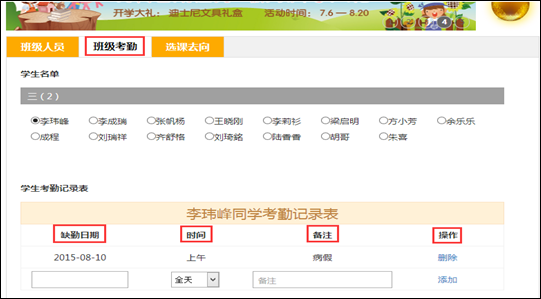 开学大礼：迪士尼文具礼盒 活动时间：7.6 — 8.20
4
班级人员 班级考勤 选课去向
学生名单
三（2）
李玮峰 李成瑞 张帆杨 王晓刚 李莉衫 梁启明 方小芳 余乐乐
成程 刘瑞祥 齐舒恪 刘琦铭 陆香香 胡哥 朱喜
学生考勤记录表
李玮峰同学考勤记录表
缺勤日期 时间 备注 操作
2015-08-10 上午 病假 删除
全天 备注 添加